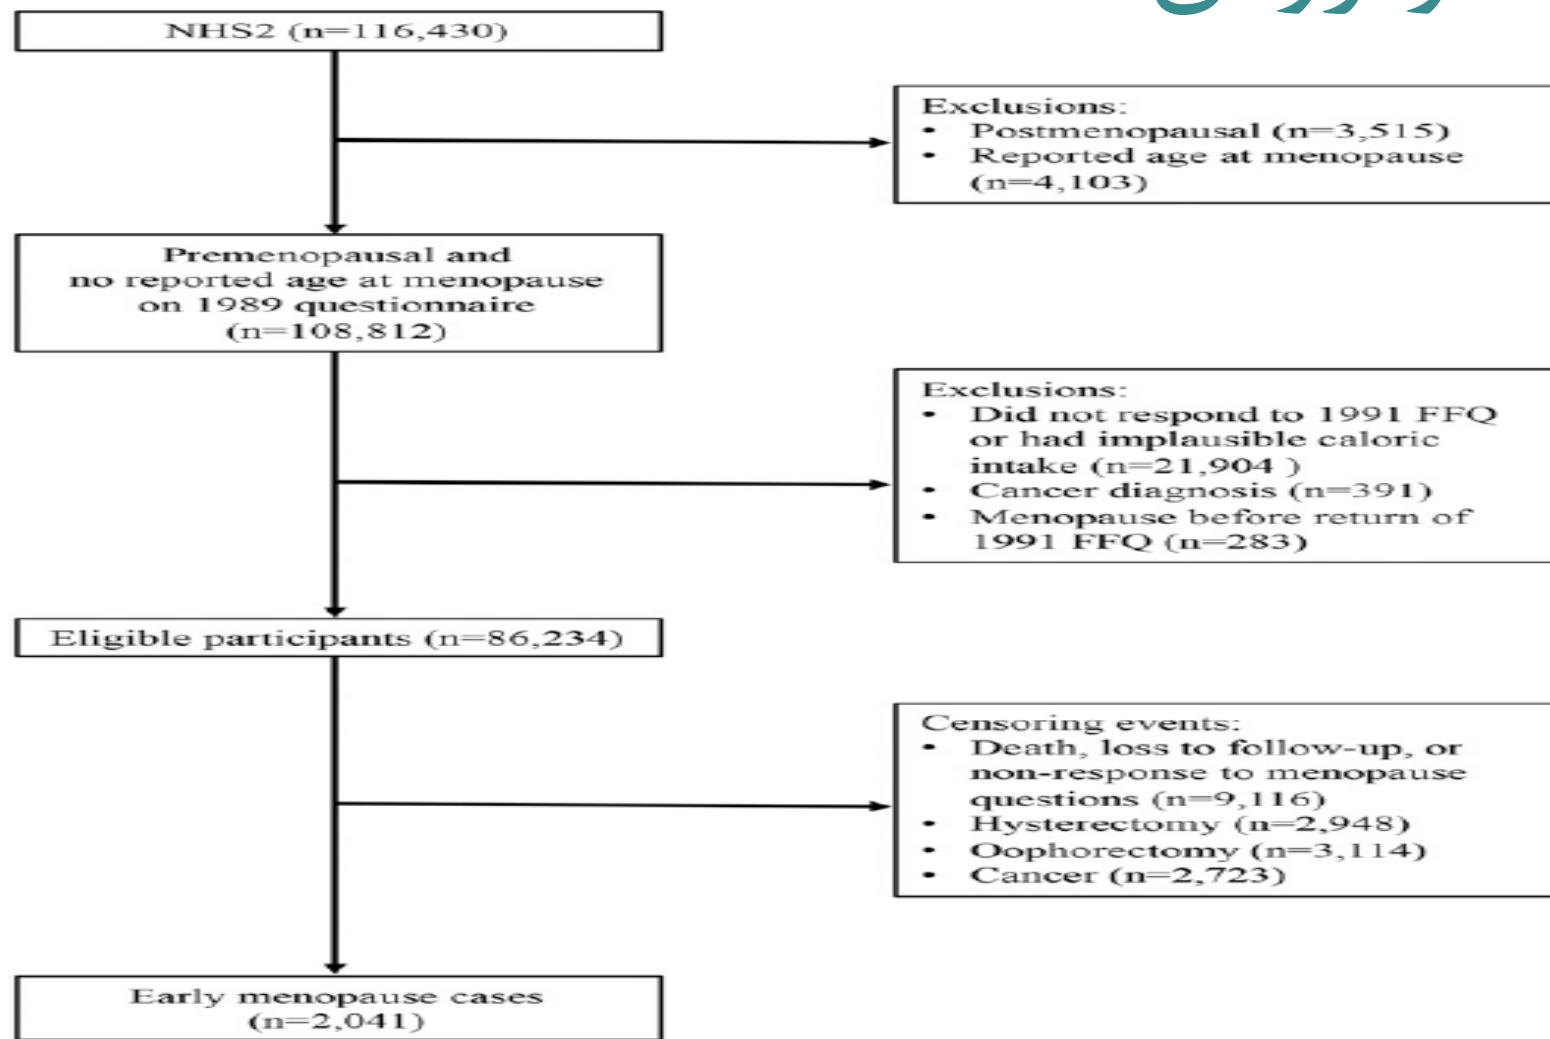 NHS2 (n=116,430)
Exclusions:
• Postmenopausal (n=3,515)
• Reported age at menopause
(n=4,103)
Premenopausal and
no reported age at menopause
on 1989 questionnaire
(n=108,812)
Exclusions:
• Did not respond to 1991 FFQ
or had implausible caloric
intake (n=21,904 )
• Cancer diagnosis (n=391)
• Menopause before return of
1991 FFQ (n=283)
Eligible participants (n=86,234)
Censoring events:
• Death, loss to follow-up, or
non-response to menopause
questions (n=9,116)
• Hysterectomy (n=2,948)
• Oophorectomy (n=3,114)
• Cancer (n=2,723)
Early menopause cases
(n=2,041)